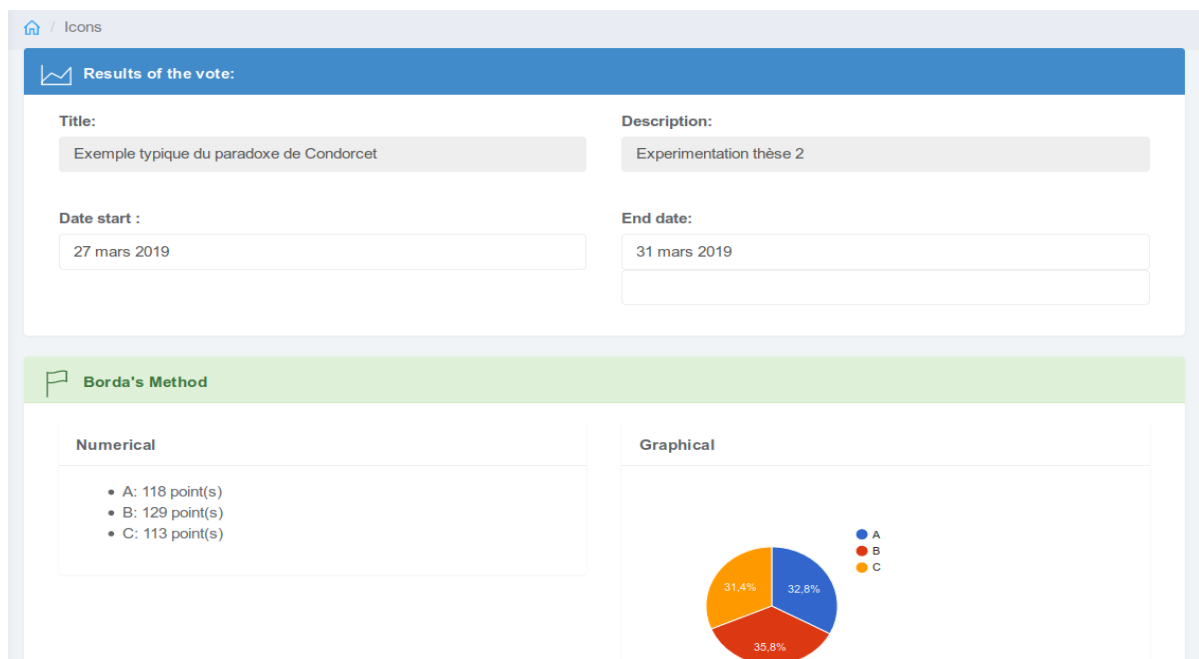 / Icons
Results of the vote:
Title:
Exemple typique du paradoxe de Condorcet
Description:
Experimentation thèse 2
Date start :
27 mars 2019
End date:
31 mars 2019
Borda's Method
Numerical
• A: 118 point(s)
• B: 129 point(s)
• C: 113 point(s)
Graphical
A
B
C
31,4%
32,8%
35,8%